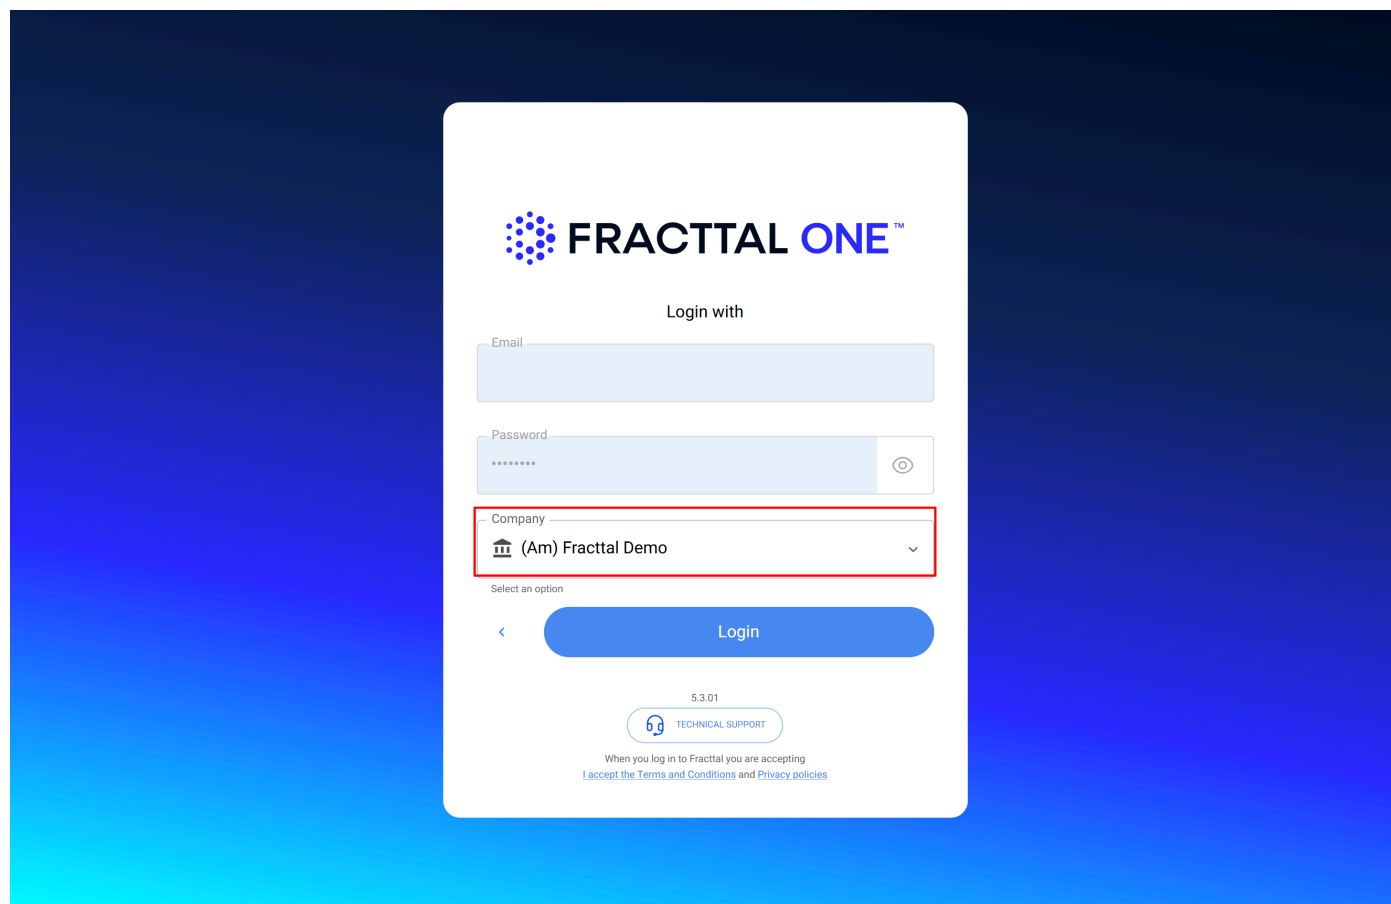 FRACTTAL ONE™
Login with
Email
Password
••••••••
Company
(Am) Fracttal Demo
Select an option
Login
5.3.01
TECHNICAL SUPPORT
When you log in to Fracttal you are accepting
I accept the Terms and Conditions and Privacy policies